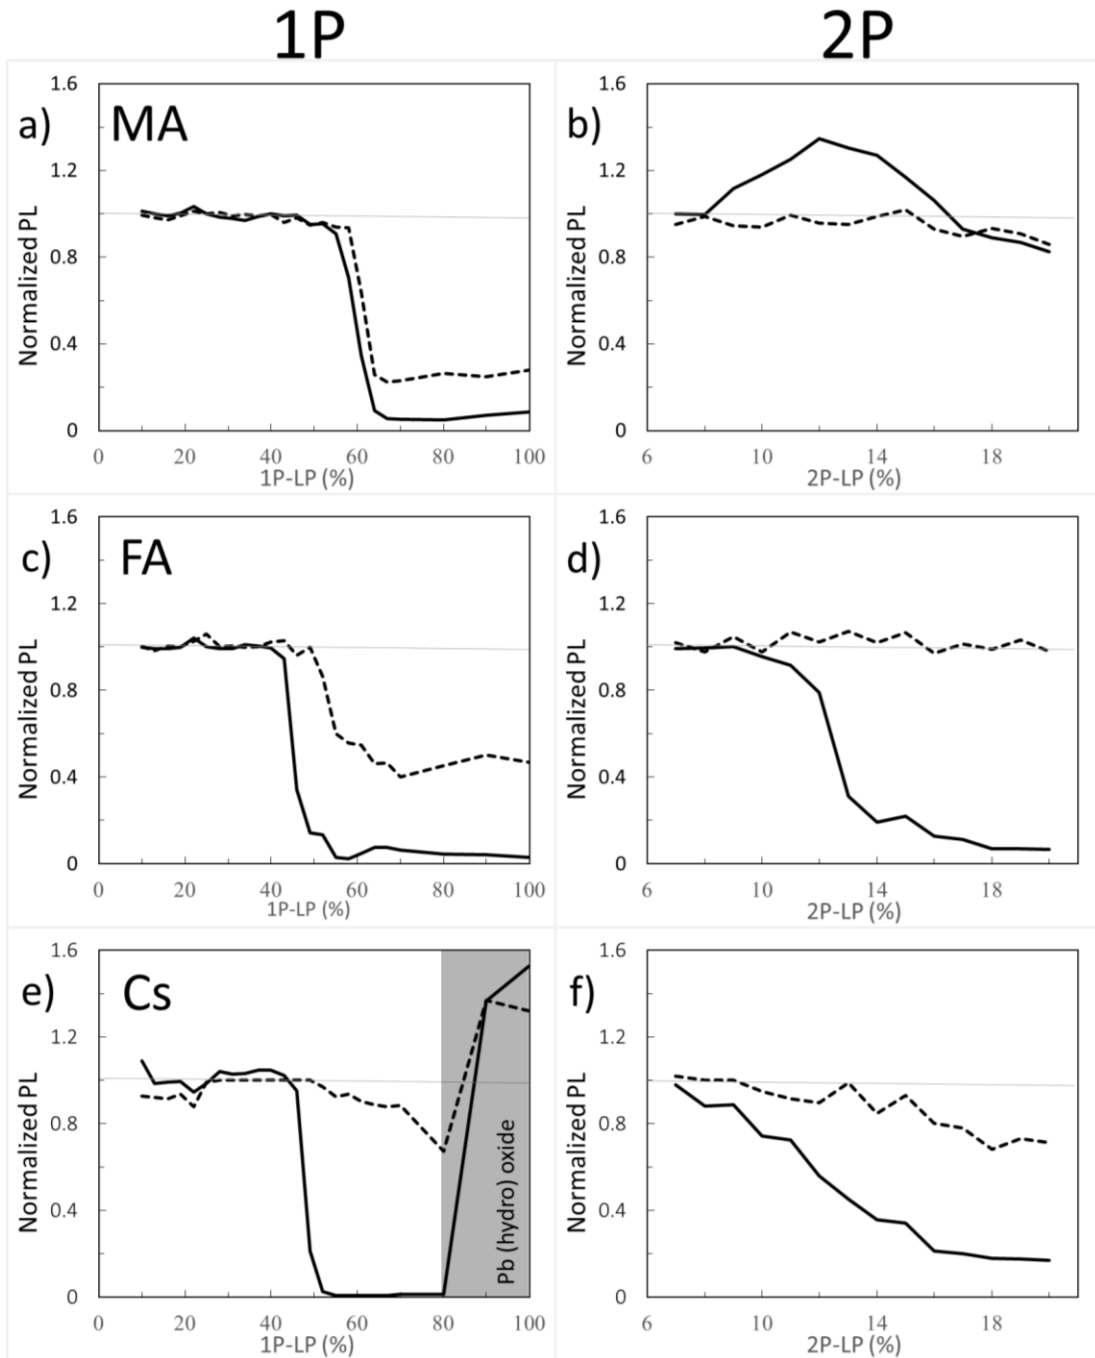 1P 2P
a) MA
Normalized PL
1.6
1.2
0.8
0.4
0
0 20 40 60 80 100
1P-LP (%)
b)
Normalized PL
1.6
1.2
0.8
0.4
0
6 10 14 18
2P-LP (%)
c) FA
Normalized PL
1.6
1.2
0.8
0.4
0
0 20 40 60 80 100
1P-LP (%)
d)
Normalized PL
1.6
1.2
0.8
0.4
0
6 10 14 18
2P-LP (%)
e) Cs
Normalized PL
1.6
1.2
0.8
0.4
0
Pb (hydro) oxide
0 20 40 60 80 100
1P-LP (%)
f)
Normalized PL
1.6
1.2
0.8
0.4
0
6 10 14 18
2P-LP (%)